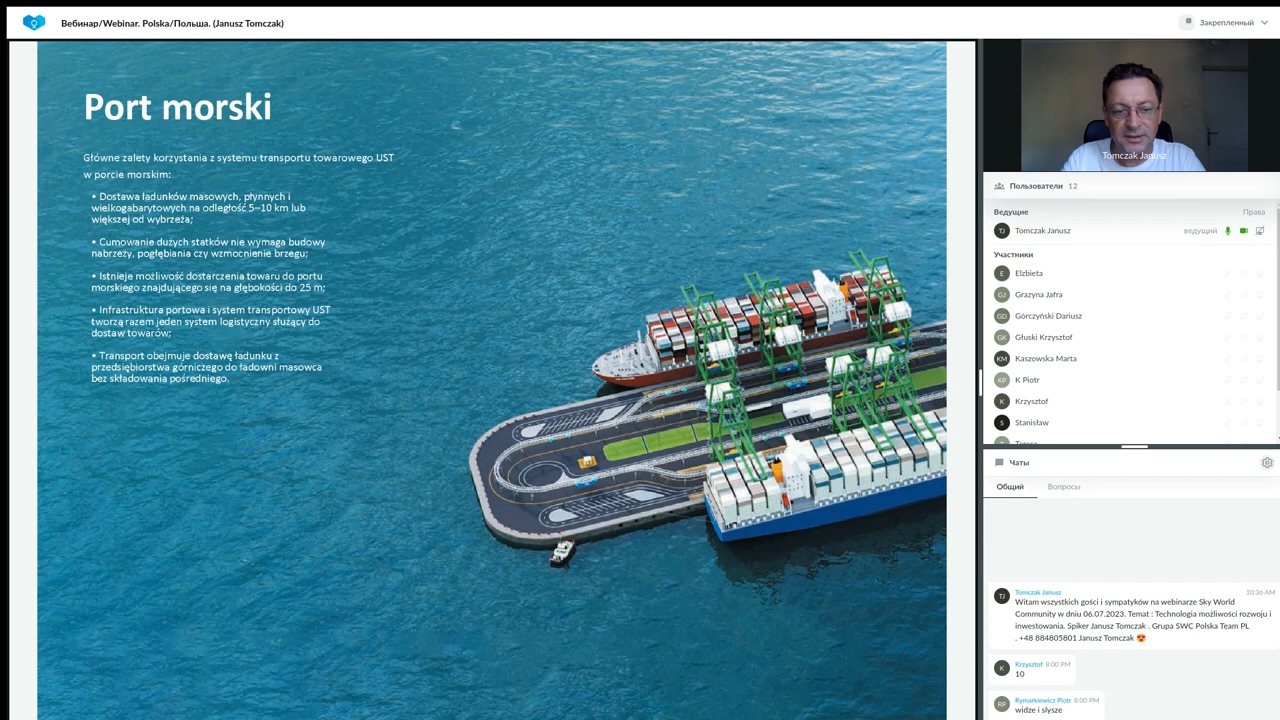 Вебинар/Webinar. Polska/Польша. (Janusz Tomczak)
Закрепленный
Port morski
Główne zalety korzystania z systemu transportu towarowego UST
w porcie morskim:
• Dostawa ładunków masowych, płynnych i
wielkogabarytowych na odległość 5–10 km lub
większej od wybrzeża;
• Cumowanie dużych statków nie wymaga budowy
nabrzeży, pogłębiania czy wzmocnienie brzegu;
• Istnieje możliwość dostarczenia towaru do portu
morskiego znajdującego się na głębokości do 25 m;
• Infrastruktura portowa i system transportowy UST
tworzą razem jeden system logistyczny służący do
dostaw towarów;
• Transport obejmuje dostawę ładunku z
przedsiębiorstwa górniczego do ładowni masowca
bez składowania pośredniego.
Tomczak Janusz
Пользователи 12
Ведущие Права
TJ Tomczak Janusz ведущий
Участники
E Elzbieta
GJ Grazyna Jafra
GD Górczyński Dariusz
GK Głuski Krzysztof
KM Kaszowska Marta
KP K Piotr
K Krzysztof
S Stanisław
Чаты
Общий Вопросы
TJ Tomczak Janusz 10:36 AM
Witam wszystkich gości i sympatyków na webinarze Sky World
Community w dniu 06.07.2023. Temat : Technologia możliwości rozwoju i
inwestowania. Spiker Janusz Tomczak . Grupa SWC Polska Team PL
. +48 884805801 Janusz Tomczak 😍
K Krzysztof 8:00 PM
10
RP Rymarkiewicz Piotr 8:00 PM
widze i slysze